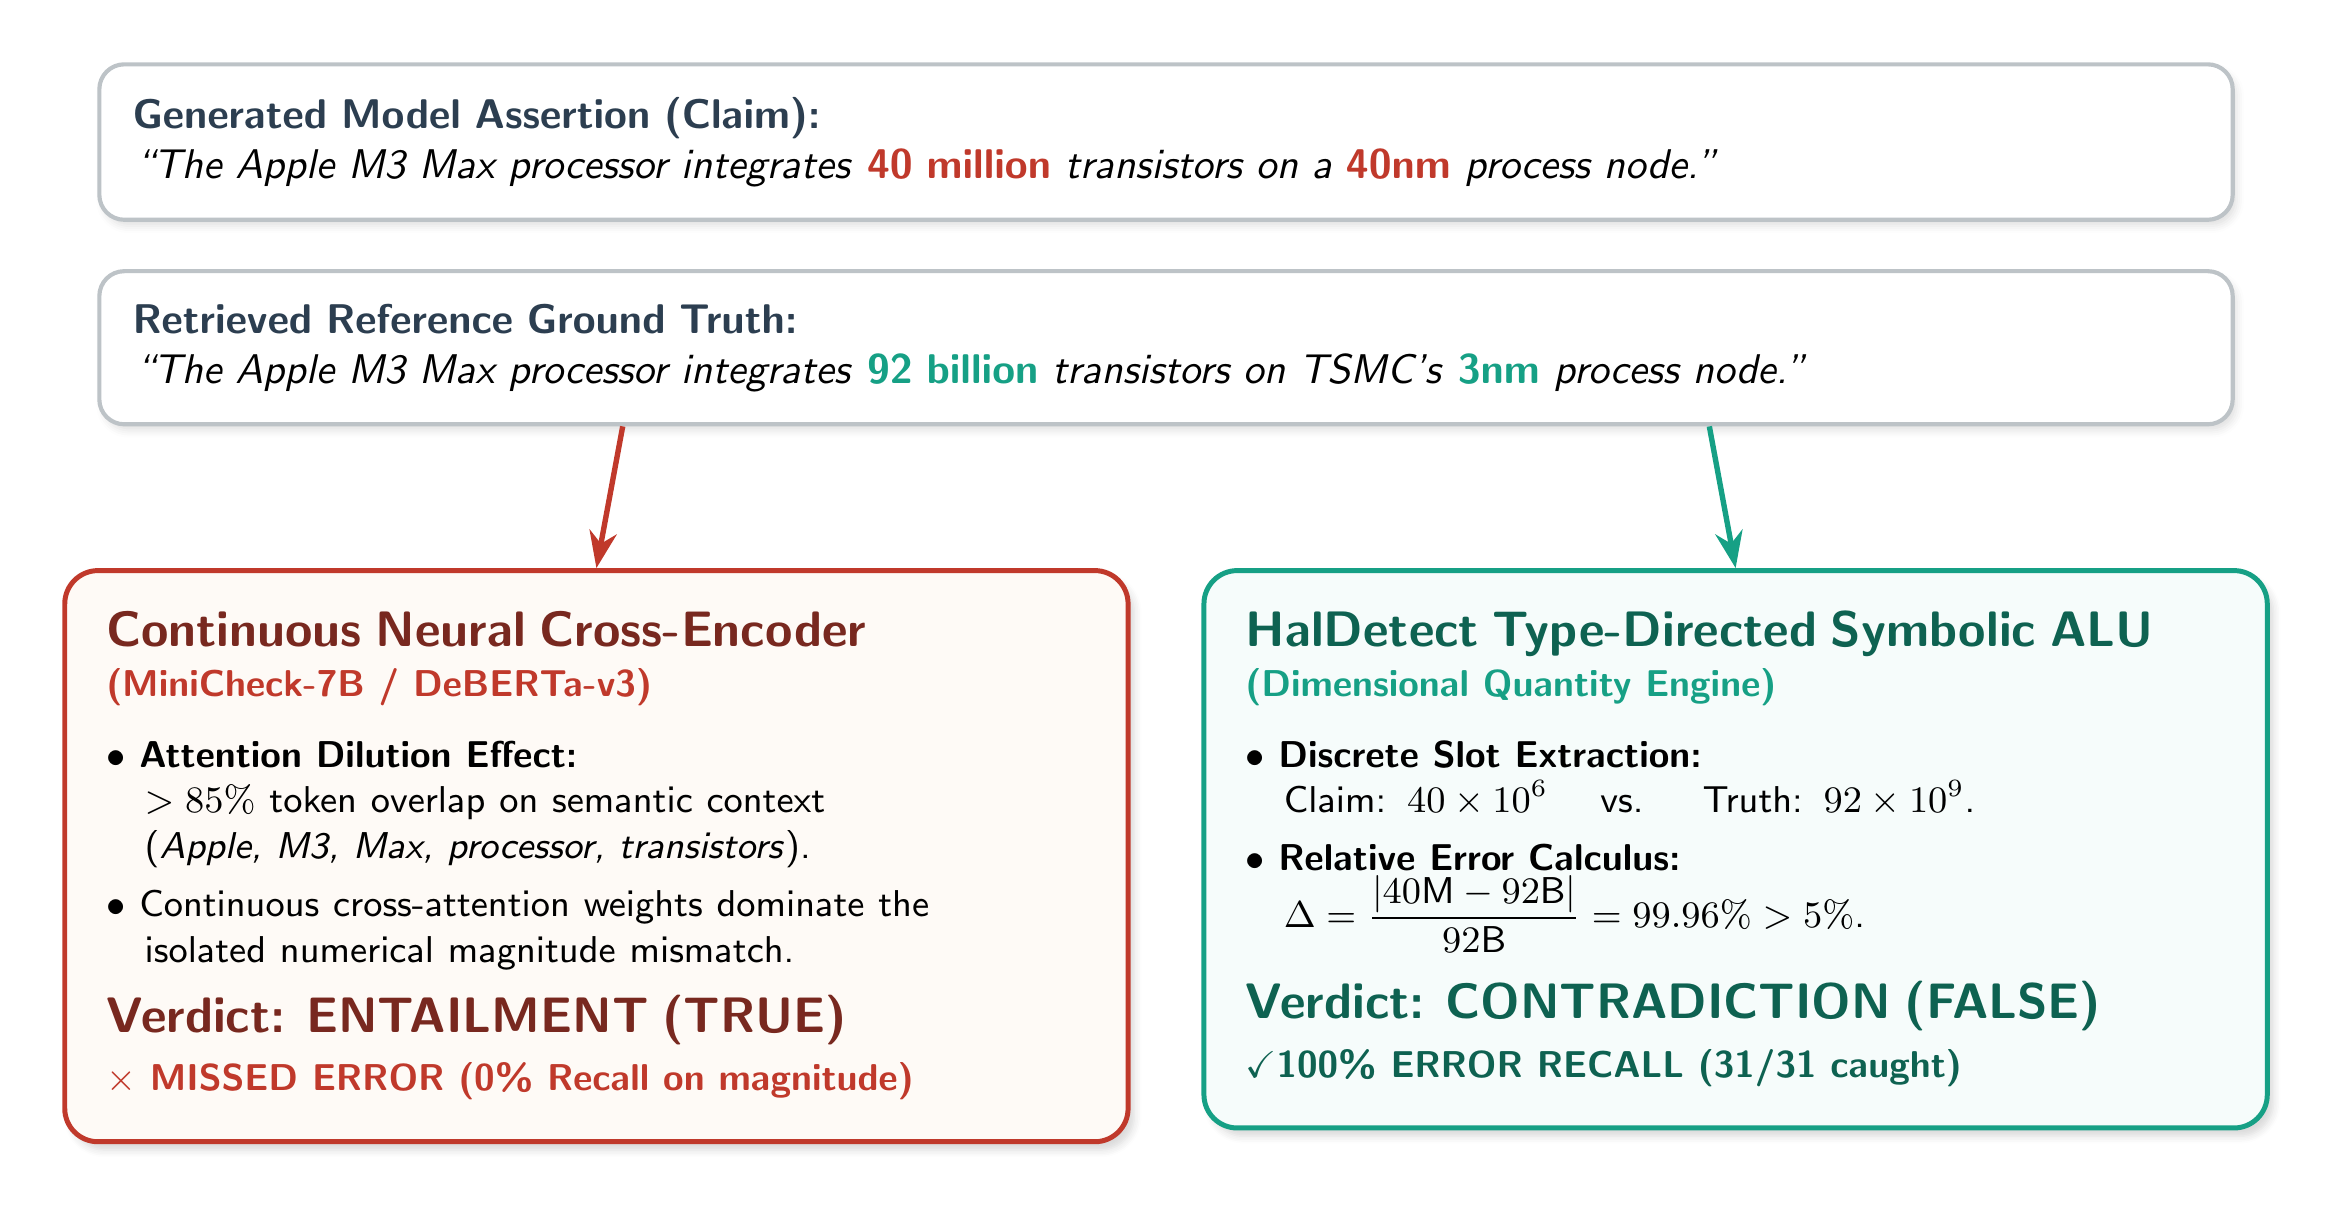 Generated Model Assertion (Claim):
“The Apple M3 Max processor integrates 40 million transistors on a 40nm process node.”
Retrieved Reference Ground Truth:
“The Apple M3 Max processor integrates 92 billion transistors on TSMC’s 3nm process node.”
Continuous Neural Cross-Encoder
(MiniCheck-7B / DeBERTa-v3)
• Attention Dilution Effect:
> 85% token overlap on semantic context
(Apple, M3, Max, processor, transistors).
• Continuous cross-attention weights dominate the
isolated numerical magnitude mismatch.
Verdict: ENTAILMENT (TRUE)
× MISSED ERROR (0% Recall on magnitude)
HalDetect Type-Directed Symbolic ALU
(Dimensional Quantity Engine)
• Discrete Slot Extraction:
Claim: 40 × 10⁶ vs. Truth: 92 × 10⁹.
• Relative Error Calculus:
Δ = |40M − 92B| / 92B = 99.96% > 5%.
Verdict: CONTRADICTION (FALSE)
✓100% ERROR RECALL (31/31 caught)